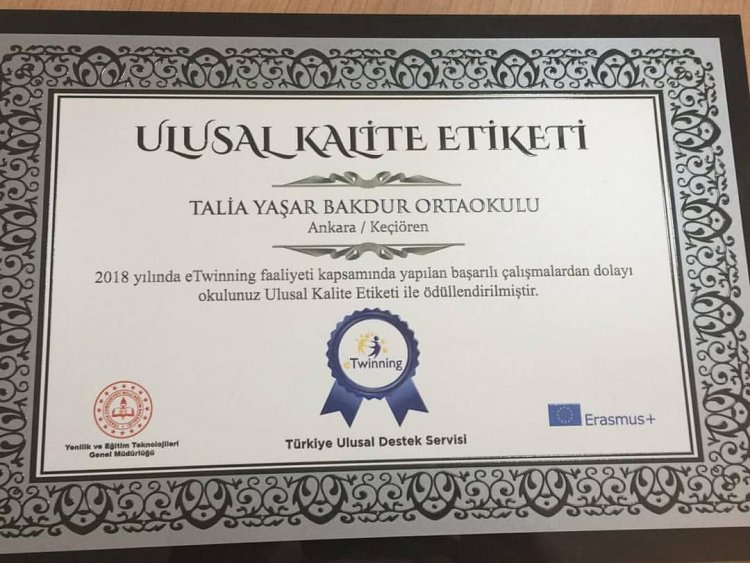 ULUSAL KALİTE ETİKETİ
TALİA YAŞAR BAKDUR ORTAOKULU
Ankara / Keçiören
2018 yılında eTwinning faaliyeti kapsamında yapılan başarılı çalışmalardan dolayı
okulunuz Ulusal Kalite Etiketi ile ödüllendirilmiştir.
eTwinning
Yenilik ve Eğitim Teknolojileri
Genel Müdürlüğü
Türkiye Ulusal Destek Servisi
Erasmus+